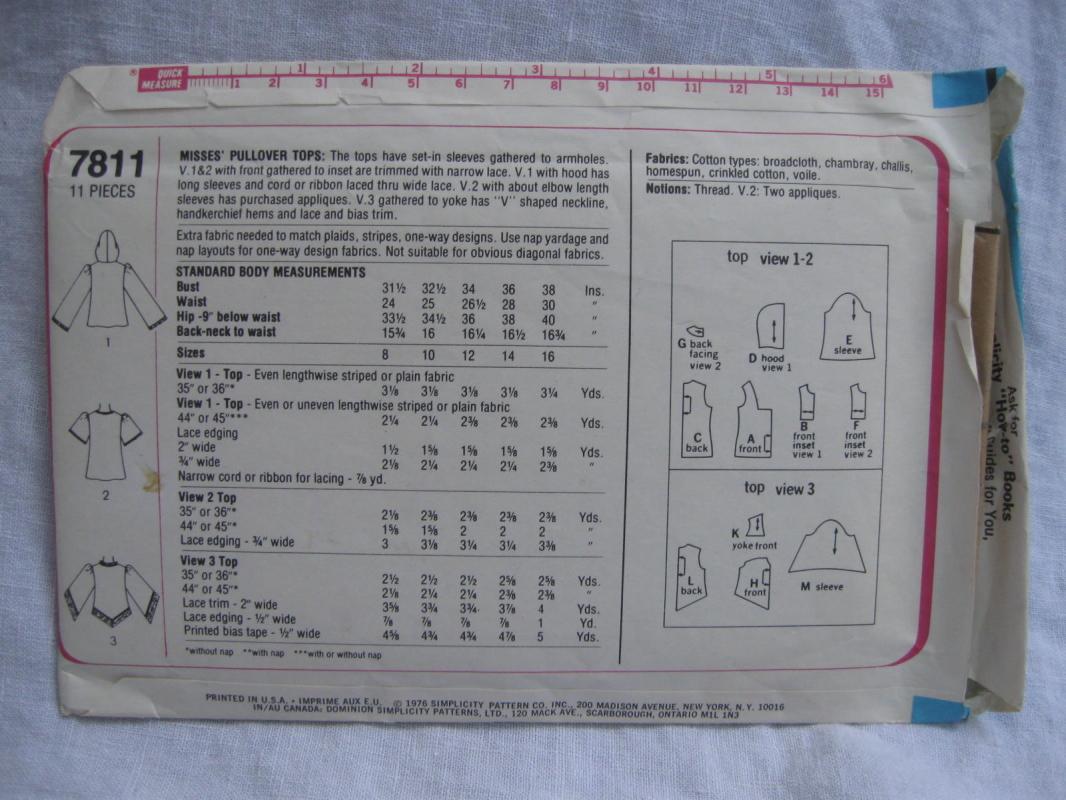 QUICK 1 2 3 4 5 6
MEASURE 1 2 3 4 5 6 7 8 9 10 11 12 13 14 15
7811
11 PIECES
1
2
3
MISSES' PULLOVER TOPS: The tops have set-in sleeves gathered to armholes.
V.1&2 with front gathered to inset are trimmed with narrow lace. V.1 with hood has
long sleeves and cord or ribbon laced thru wide lace. V.2 with about elbow length
sleeves has purchased appliques. V.3 gathered to yoke has "V" shaped neckline,
handkerchief hems and lace and bias trim.
Extra fabric needed to match plaids, stripes, one-way designs. Use nap yardage and
nap layouts for one-way design fabrics. Not suitable for obvious diagonal fabrics.
STANDARD BODY MEASUREMENTS
Bust 31½ 32½ 34 36 38 Ins.
Waist 24 25 26½ 28 30 "
Hip -9" below waist 33½ 34½ 36 38 40 "
Back-neck to waist 15¾ 16 16¼ 16½ 16¾ "
Sizes 8 10 12 14 16
View 1 - Top - Even lengthwise striped or plain fabric
35" or 36"* 3⅛ 3⅛ 3⅛ 3⅛ 3¼ Yds.
View 1 - Top - Even or uneven lengthwise striped or plain fabric
44" or 45"*** 2¼ 2¼ 2⅜ 2⅜ 2⅜ Yds.
Lace edging
2" wide 1½ 1⅝ 1⅝ 1⅝ 1⅝ Yds.
¾" wide 2⅛ 2¼ 2¼ 2¼ 2⅜ "
Narrow cord or ribbon for lacing - ⅞ yd.
View 2 Top
35" or 36"* 2⅛ 2⅜ 2⅜ 2⅜ 2⅜ Yds.
44" or 45"* 1⅝ 1⅝ 2 2 2 "
Lace edging - ¾" wide 3 3⅛ 3¼ 3¼ 3⅜ "
View 3 Top
35" or 36"* 2½ 2½ 2½ 2⅝ 2⅝ Yds.
44" or 45"* 2⅛ 2¼ 2¼ 2⅜ 2⅜ "
Lace trim - 2" wide 3⅝ 3¾ 3¾ 3⅞ 4 Yds.
Lace edging - ½" wide ⅞ ⅞ ⅞ ⅞ 1 Yd.
Printed bias tape - ½" wide 4⅝ 4¾ 4¾ 4⅞ 5 Yds.
*without nap **with nap ***with or without nap
Fabrics: Cotton types: broadcloth, chambray, challis,
homespun, crinkled cotton, voile.
Notions: Thread. V.2: Two appliques.
top view 1-2
G back
facing
view 2
D hood
view 1
E
sleeve
C
back
A
front
B
front
inset
view 1
F
front
inset
view 2
top view 3
K
yoke front
L
back
H
front
M sleeve
PRINTED IN U.S.A. • IMPRIME AUX E.U. © 1976 SIMPLICITY PATTERN CO. INC., 200 MADISON AVENUE, NEW YORK, N.Y. 10016
IN/AU CANADA: DOMINION SIMPLICITY PATTERNS, LTD., 120 MACK AVE., SCARBOROUGH, ONTARIO M1L 1N3
Ask for
"How-to" Books
Guides for You,